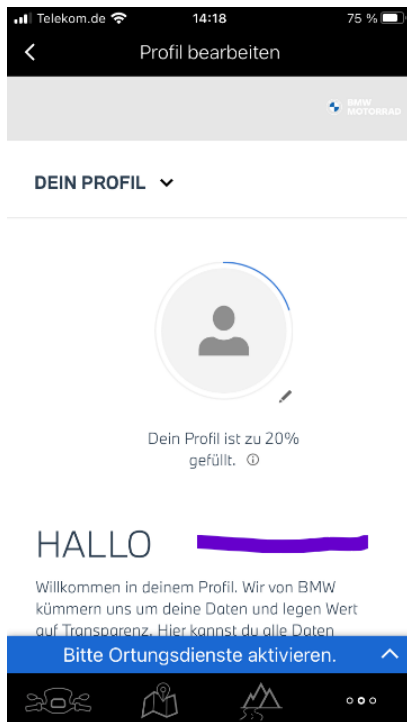 Telekom.de 14:18 75 %
Profil bearbeiten
BMW
MOTORRAD
DEIN PROFIL
Dein Profil ist zu 20%
gefüllt.
HALLO
Willkommen in deinem Profil. Wir von BMW
kümmern uns um deine Daten und legen Wert
auf Transparenz. Hier kannst du alle Daten
Bitte Ortungsdienste aktivieren.